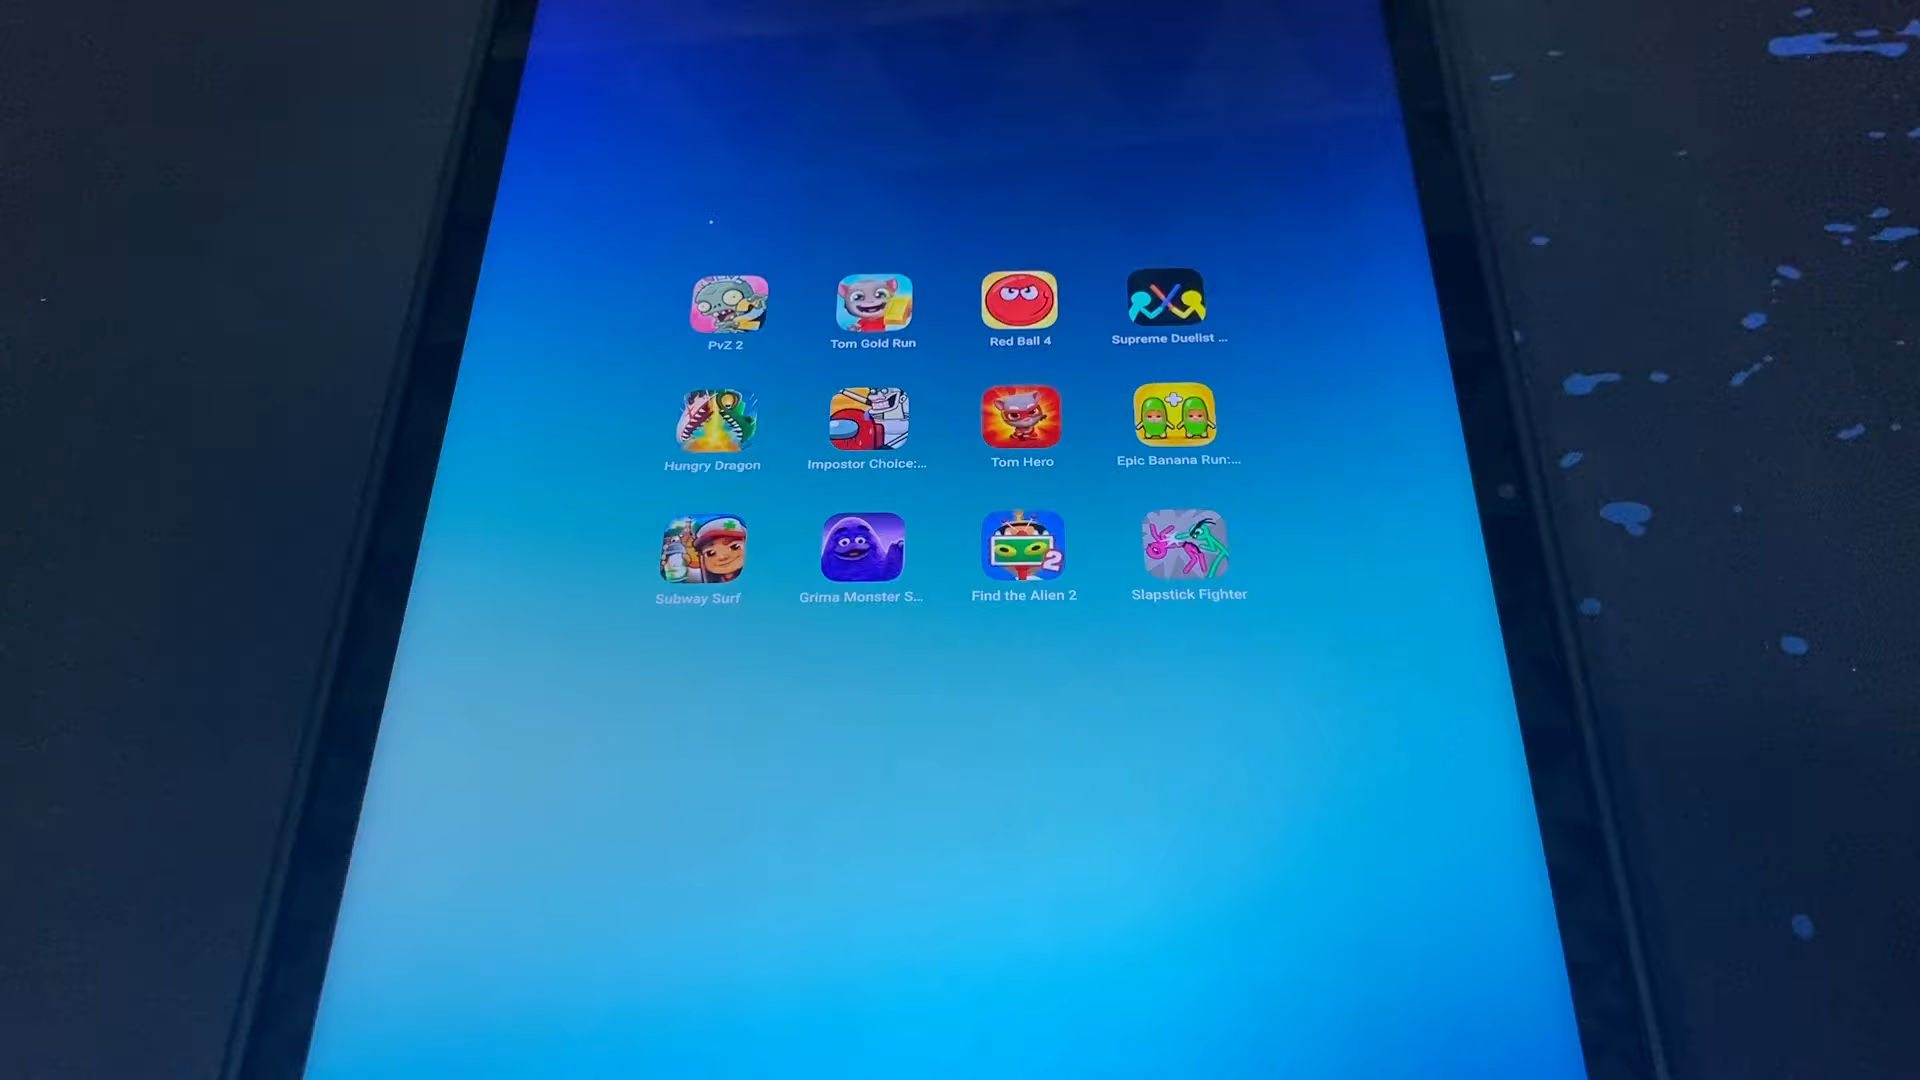 PvZ 2
Tom Gold Run
Red Ball 4
Supreme Duelist ...
Hungry Dragon
Impostor Choice:...
Tom Hero
Epic Banana Run:...
2
Subway Surf
Grima Monster S...
Find the Alien 2
Slapstick Fighter